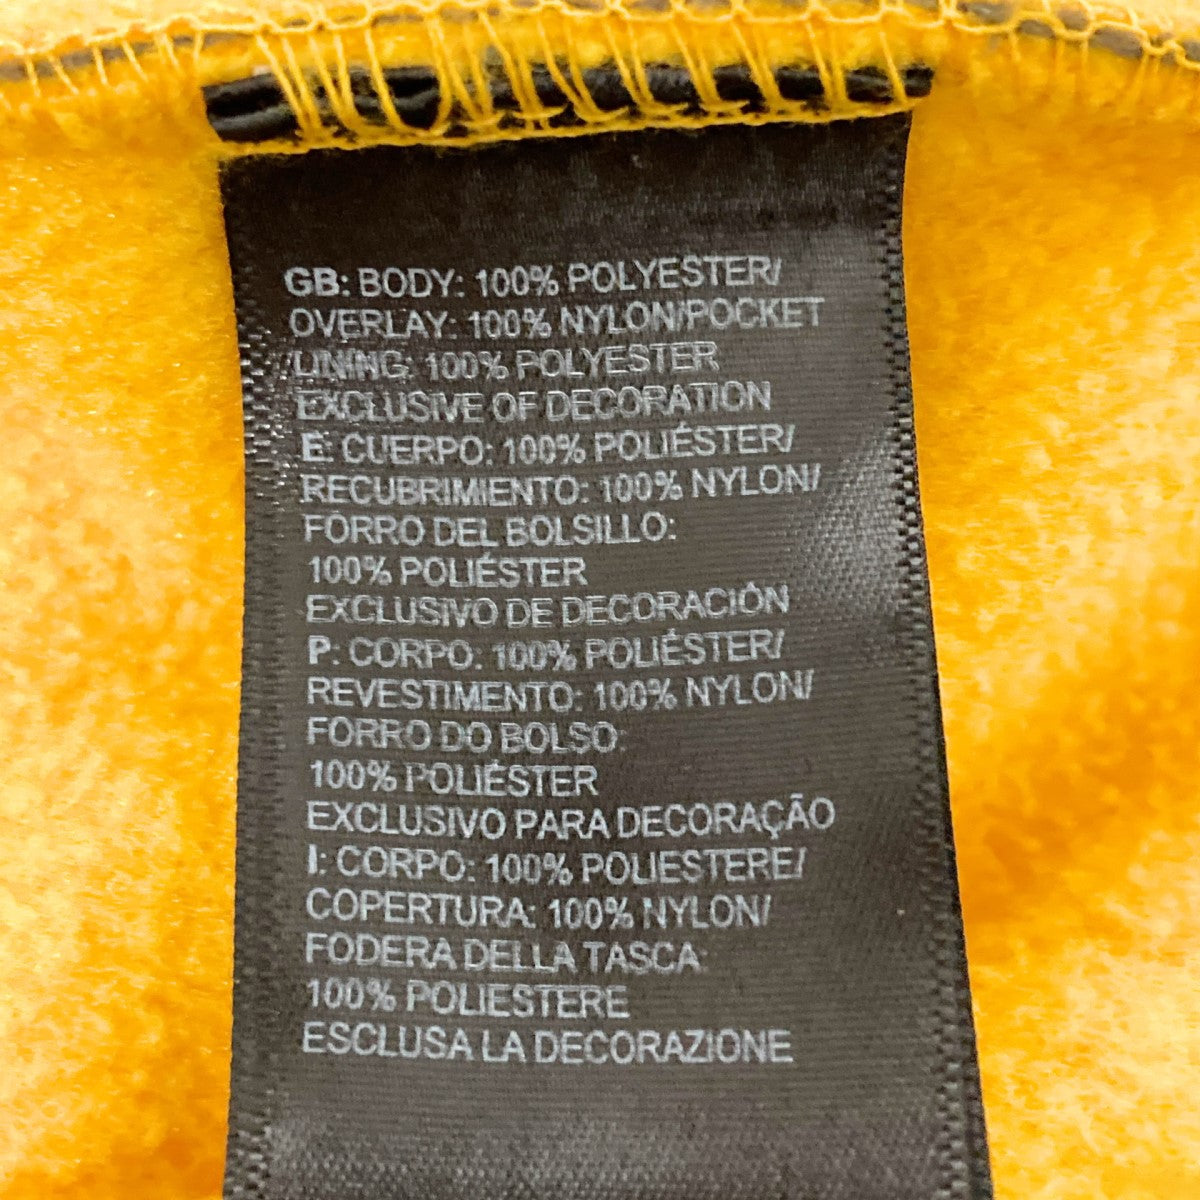 GB: BODY: 100% POLYESTER/
OVERLAY: 100% NYLON/POCKET
LINING: 100% POLYESTER
EXCLUSIVE OF DECORATION
E: CUERPO: 100% POLIÉSTER/
RECUBRIMIENTO: 100% NYLON/
FORRO DEL BOLSILLO:
100% POLIÉSTER
EXCLUSIVO DE DECORACIÓN
P: CORPO: 100% POLIÉSTER/
REVESTIMENTO: 100% NYLON/
FORRO DO BOLSO:
100% POLIÉSTER
EXCLUSIVO PARA DECORAÇÃO
I: CORPO: 100% POLIESTERE/
COPERTURA: 100% NYLON/
FODERA DELLA TASCA:
100% POLIESTERE
ESCLUSA LA DECORAZIONE